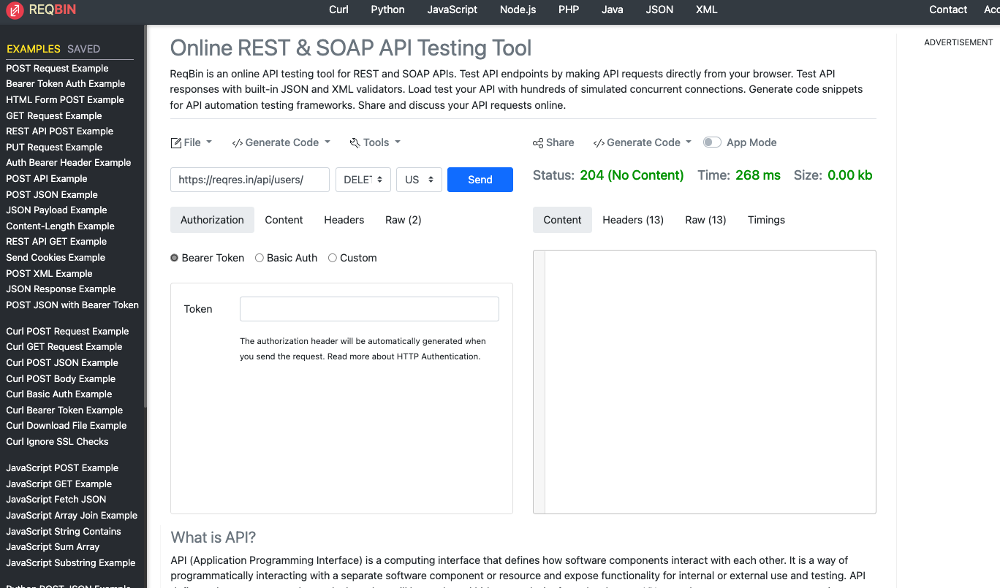 REQBIN
Curl Python JavaScript Node.js PHP Java JSON XML
Contact
EXAMPLES SAVED
POST Request Example
Bearer Token Auth Example
HTML Form POST Example
GET Request Example
REST API POST Example
PUT Request Example
Auth Bearer Header Example
POST API Example
POST JSON Example
JSON Payload Example
Content-Length Example
REST API GET Example
Send Cookies Example
POST XML Example
JSON Response Example
POST JSON with Bearer Token
Curl POST Request Example
Curl GET Request Example
Curl POST JSON Example
Curl POST Body Example
Curl Basic Auth Example
Curl Bearer Token Example
Curl Download File Example
Curl Ignore SSL Checks
JavaScript POST Example
JavaScript GET Example
JavaScript Fetch JSON
JavaScript Array Join Example
JavaScript String Contains
JavaScript Sum Array
JavaScript Substring Example
Online REST & SOAP API Testing Tool
ReqBin is an online API testing tool for REST and SOAP APIs. Test API endpoints by making API requests directly from your browser. Test API
responses with built-in JSON and XML validators. Load test your API with hundreds of simulated concurrent connections. Generate code snippets
for API automation testing frameworks. Share and discuss your API requests online.
File Generate Code Tools
https://reqres.in/api/users/ DELET US Send
Authorization Content Headers Raw (2)
Bearer Token Basic Auth Custom
Token
The authorization header will be automatically generated when
you send the request. Read more about HTTP Authentication.
Share Generate Code App Mode
Status: 204 (No Content) Time: 268 ms Size: 0.00 kb
Content Headers (13) Raw (13) Timings
What is API?
API (Application Programming Interface) is a computing interface that defines how software components interact with each other. It is a way of
programmatically interacting with a separate software component or resource and expose functionality for internal or external use and testing. API
ADVERTISEMENT